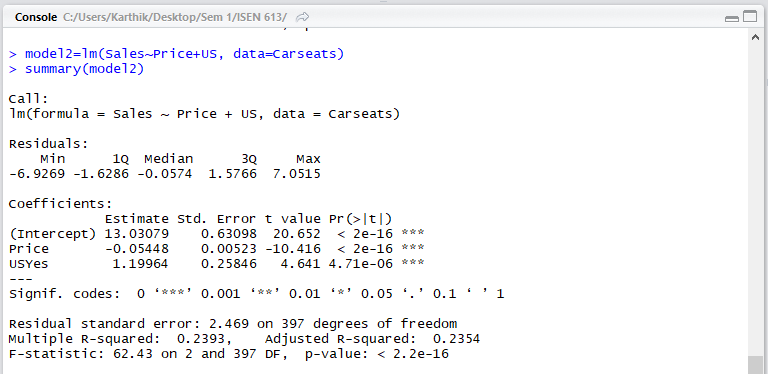 Console C:/Users/Karthik/Desktop/Sem 1/ISEN 613/
> model2=lm(Sales~Price+US, data=Carseats)
> summary(model2)
Call:
lm(formula = Sales ~ Price + US, data = Carseats)
Residuals:
    Min      1Q  Median      3Q     Max
-6.9269 -1.6286 -0.0574  1.5766  7.0515
Coefficients:
            Estimate Std. Error t value Pr(>|t|)
(Intercept) 13.03079    0.63098  20.652  < 2e-16 ***
Price       -0.05448    0.00523 -10.416  < 2e-16 ***
USYes        1.19964    0.25846   4.641 4.71e-06 ***
---
Signif. codes:  0 ‘***’ 0.001 ‘**’ 0.01 ‘*’ 0.05 ‘.’ 0.1 ‘ ’ 1
Residual standard error: 2.469 on 397 degrees of freedom
Multiple R-squared:  0.2393,    Adjusted R-squared:  0.2354
F-statistic: 62.43 on 2 and 397 DF,  p-value: < 2.2e-16